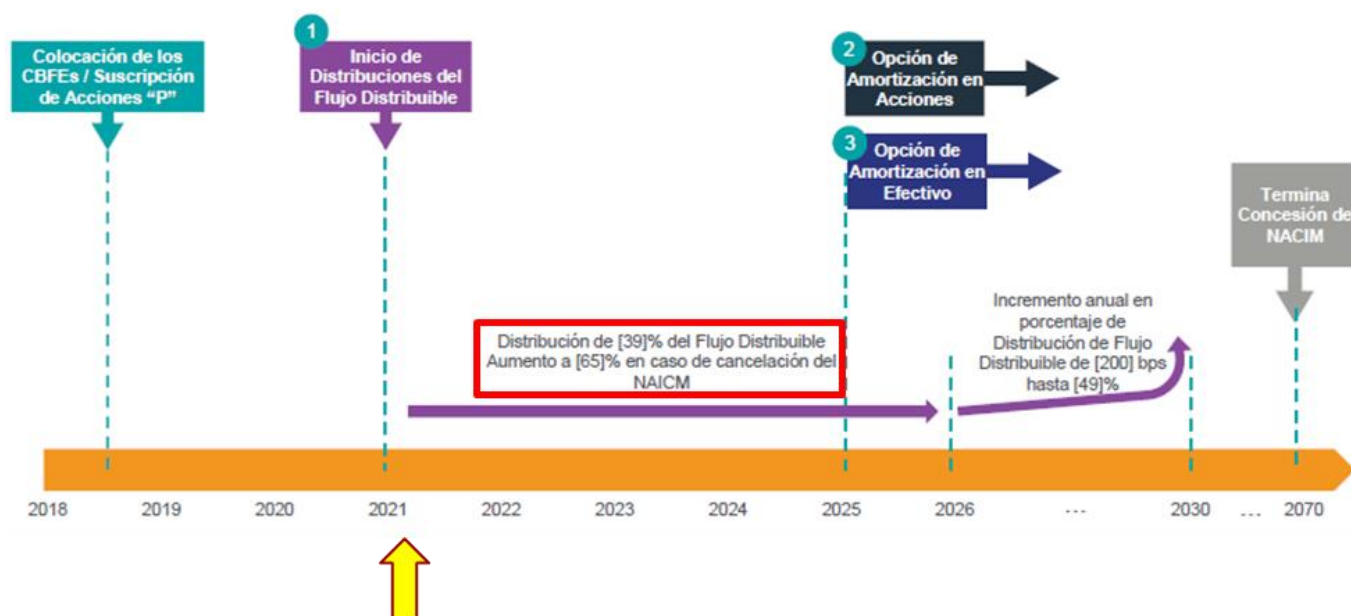 Colocación de los
CBFEs / Suscripción
de Acciones “P”
1
Inicio de
Distribuciones del
Flujo Distribuible
2
Opción de
Amortización en
Acciones
3
Opción de
Amortización en
Efectivo
Termina
Concesión de
NACIM
Distribución de [39]% del Flujo Distribuible
Aumento a [65]% en caso de cancelación del
NAICM
Incremento anual en
porcentaje de
Distribución de Flujo
Distribuible de [200] bps
hasta [49]%
2018 2019 2020 2021 2022 2023 2024 2025 2026 ... 2030 ... 2070